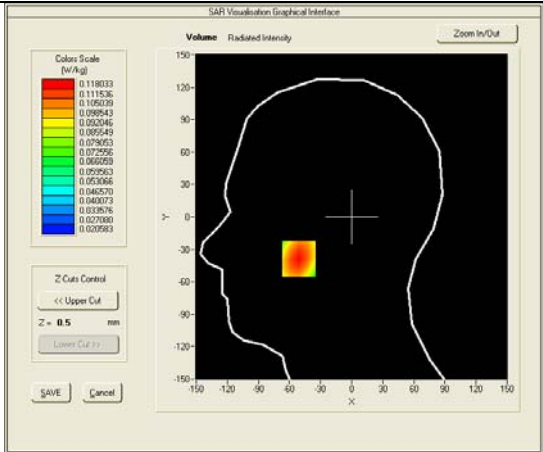 SAR Visualisation Graphical Interface
Volume Radiated Intensity
Zoom In/Out
Colors Scale
(W/kg)
0.118033
0.111536
0.105039
0.098543
0.092046
0.085549
0.079053
0.072556
0.066059
0.059563
0.053066
0.046570
0.040073
0.033576
0.027080
0.020583
Z Cuts Control
<< Upper Cut
Z = 0.5 mm
Lower Cut >>
SAVE Cancel
150
120
90
60
30
0
-30
-60
-90
-120
-150
Y
-150 -120 -90 -60 -30 0 30 60 90 120 150
X